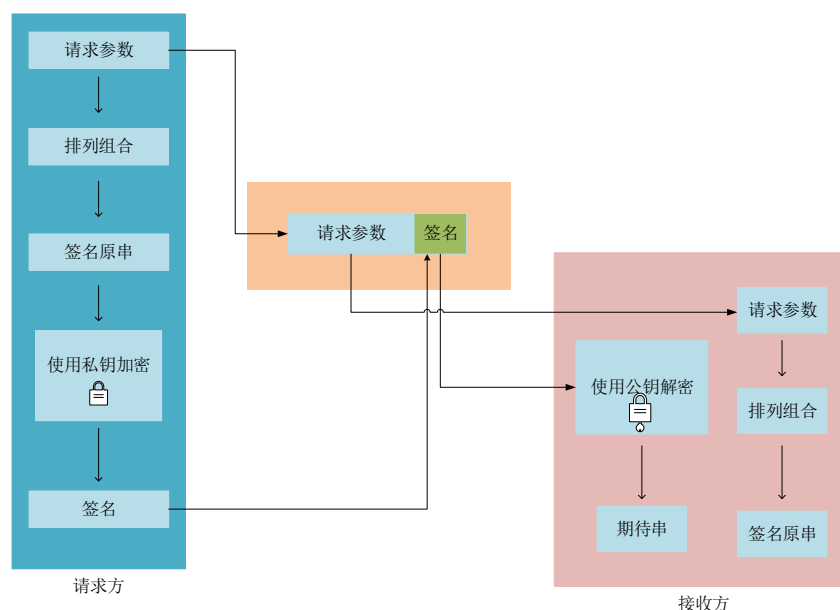 请求参数
排列组合
签名原串
使用私钥加密
签名
请求方
请求参数
签名
请求参数
使用公钥解密
排列组合
期待串
签名原串
接收方